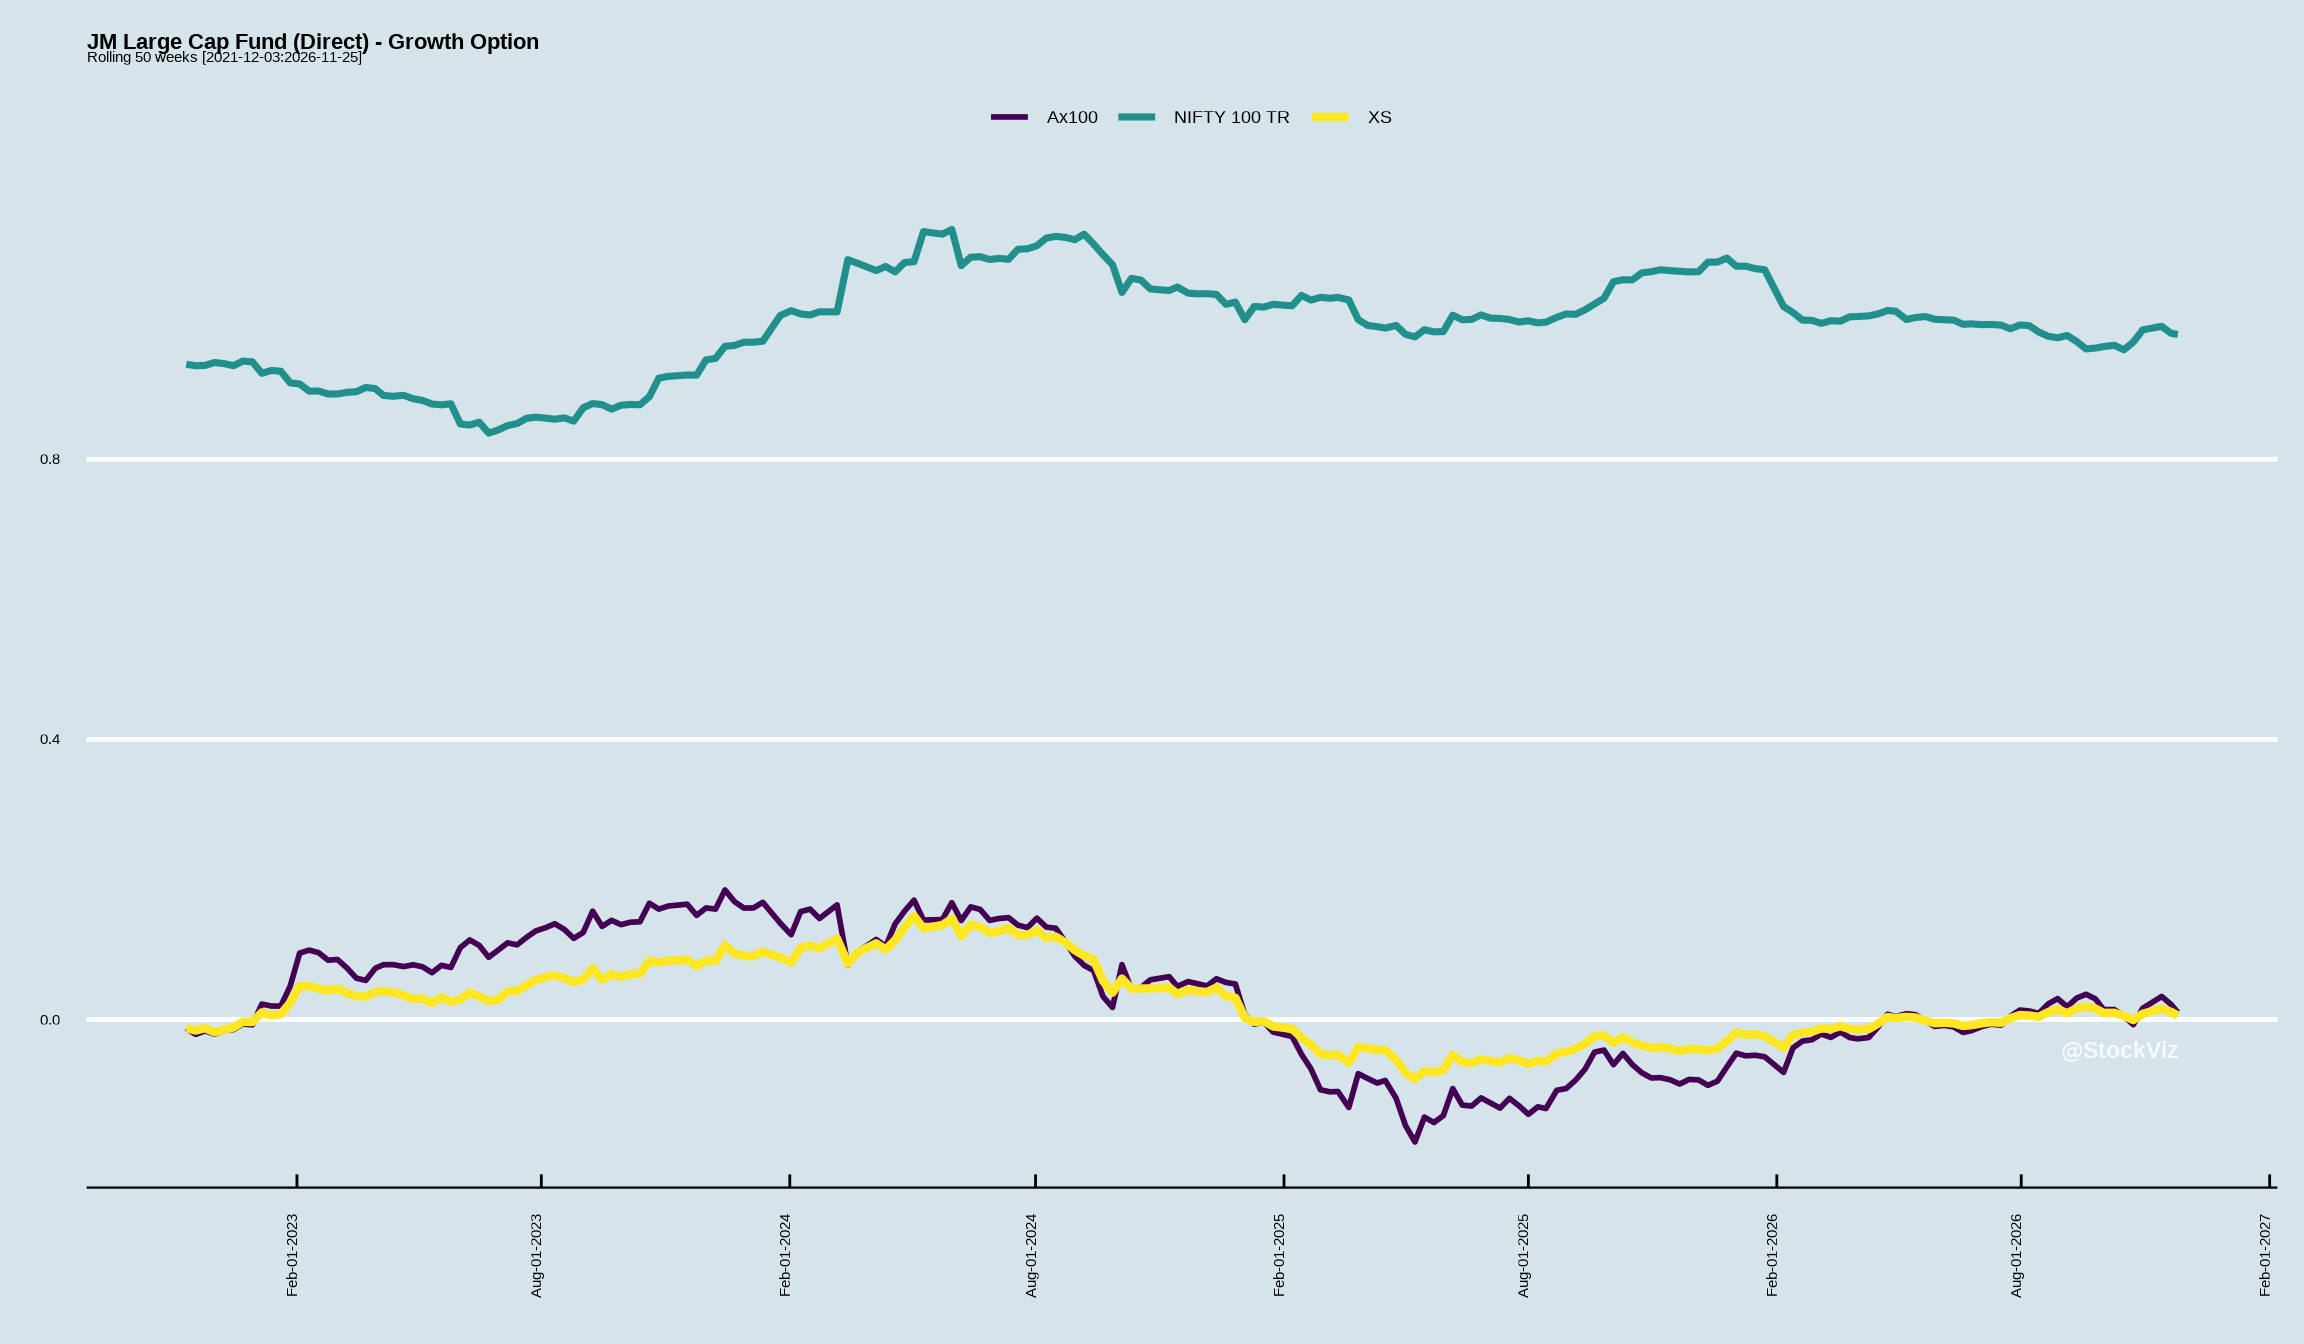 JM Large Cap Fund (Direct) - Growth Option
Rolling 50 weeks [2021-12-03:2026-11-25]
Ax100 NIFTY 100 TR XS
0.8
0.4
0.0
@StockViz
Feb-01-2023 Aug-01-2023 Feb-01-2024 Aug-01-2024 Feb-01-2025 Aug-01-2025 Feb-01-2026 Aug-01-2026 Feb-01-2027